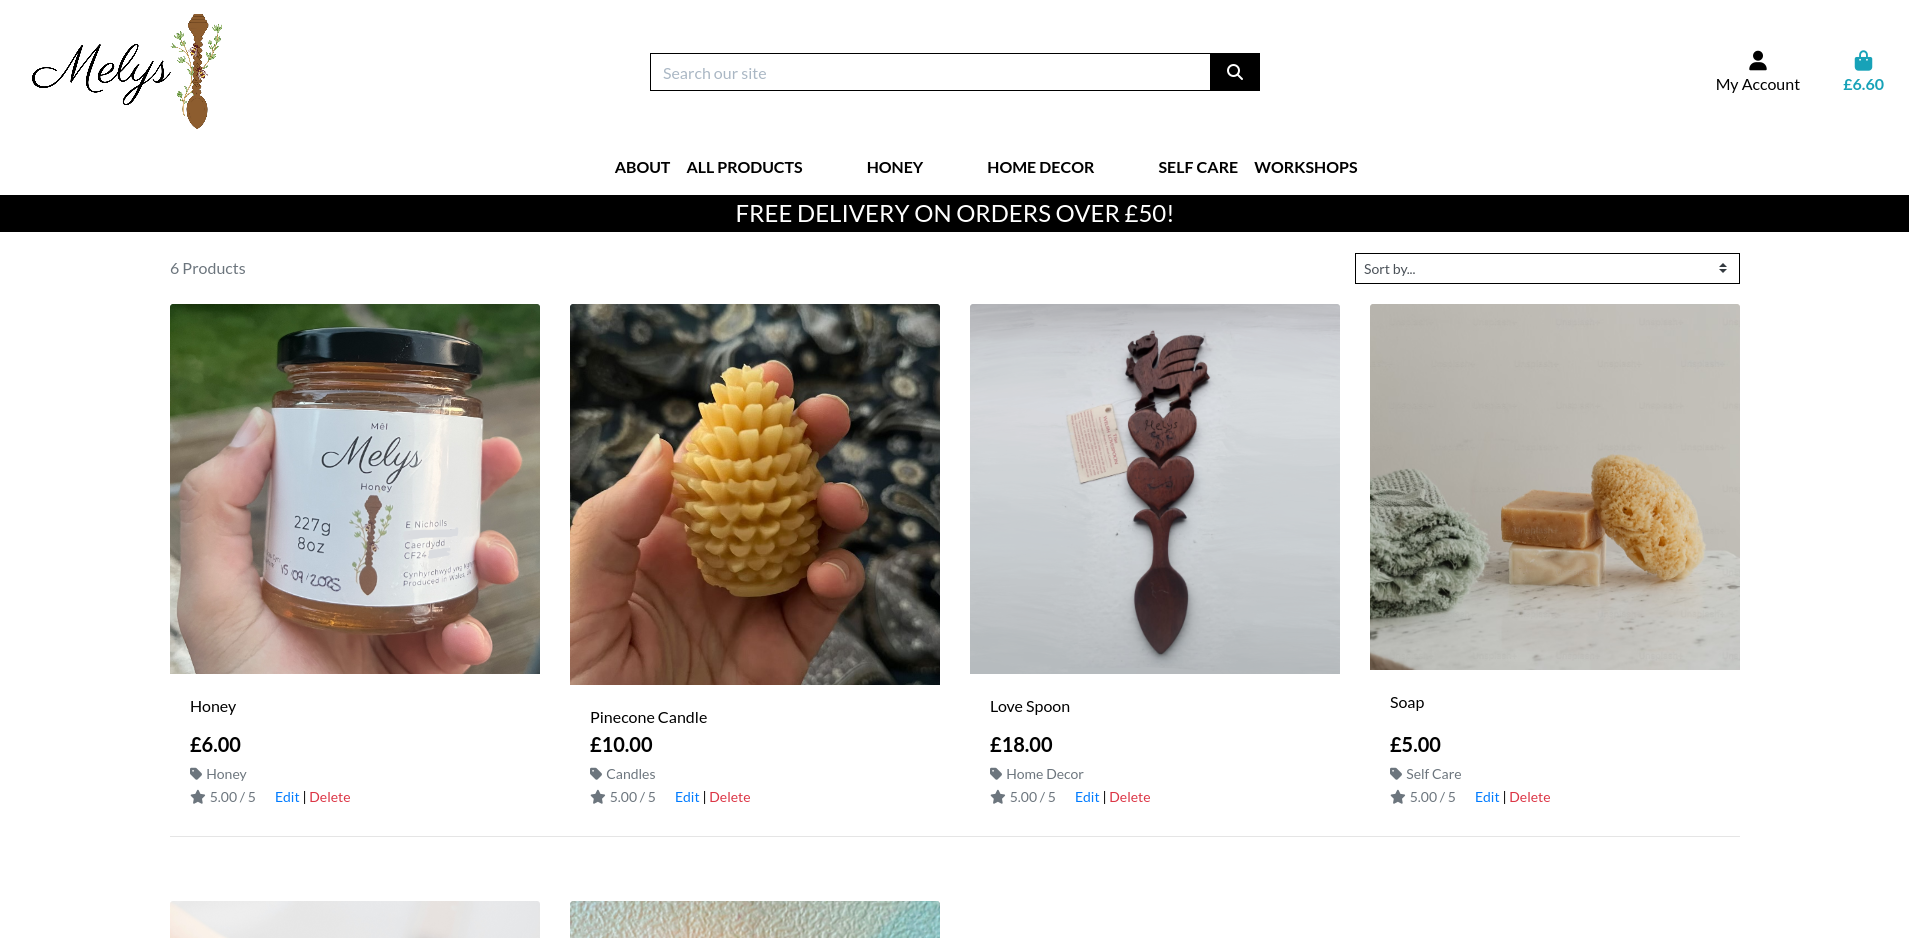 Melys
Search our site
My Account
£6.60
ABOUT ALL PRODUCTS HONEY HOME DECOR SELF CARE WORKSHOPS
FREE DELIVERY ON ORDERS OVER £50!
6 Products
Sort by...
Mêl
Melys
Honey
227g
8oz
E Nicholls
Caerdydd
CF24
Produced in Wales, UK
15/09/2025
Melys
Honey
£6.00
Honey
5.00 / 5 Edit | Delete
Pinecone Candle
£10.00
Candles
5.00 / 5 Edit | Delete
Love Spoon
£18.00
Home Decor
5.00 / 5 Edit | Delete
Soap
£5.00
Self Care
5.00 / 5 Edit | Delete